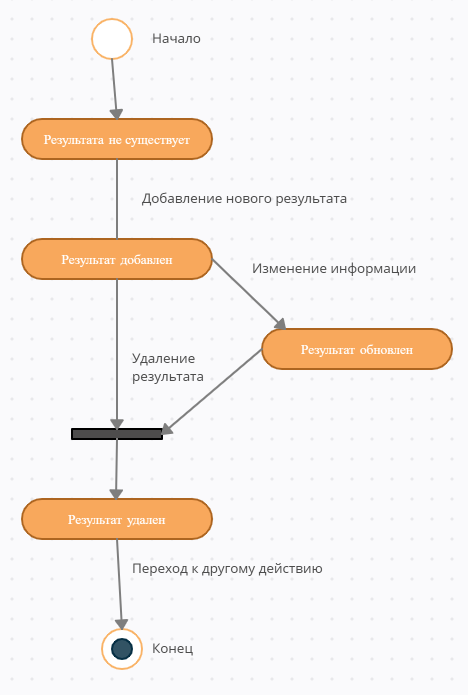 Начало
Результата не существует
Добавление нового результата
Результат добавлен
Изменение информации
Результат обновлен
Удаление
результата
Результат удален
Переход к другому действию
Конец